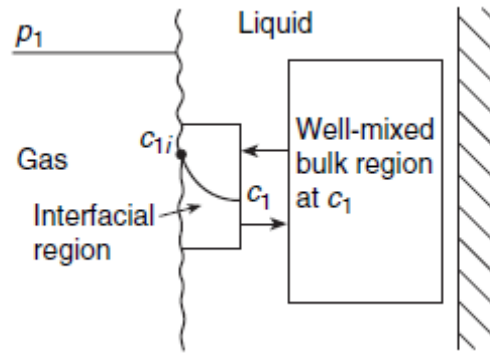 Liquid
p1
c1i
Well-mixed
bulk region
at c1
Gas
c1
Interfacial
region